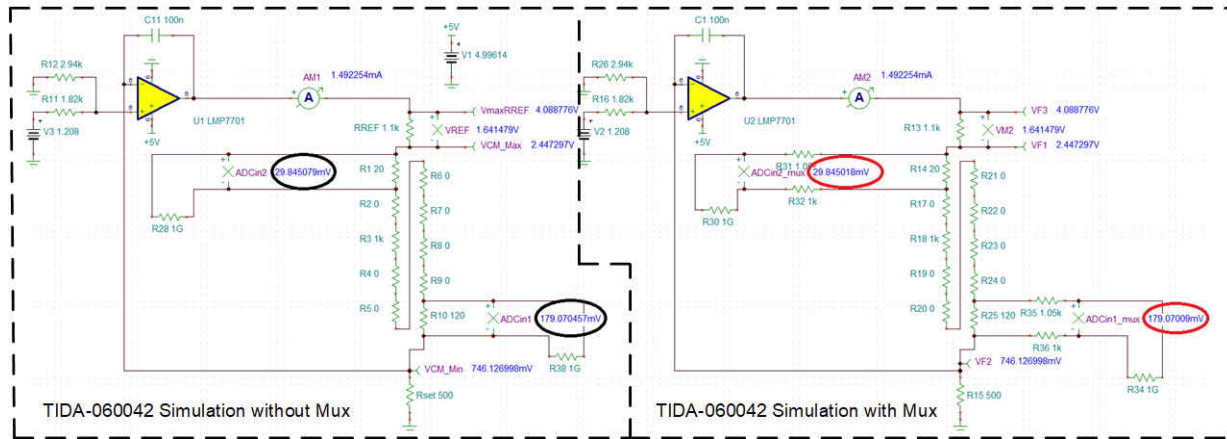 C11 100n
+5V
V1 4.99614
R12 2.94k
AM1
1.492254mA
A
R11 1.82k
U1 LMP7701
VmaxRREF 4.088776V
V3 1.208
+5V
RREF 1.1k
VREF 1.641479V
VCM_Max 2.447297V
ADCin2 29.845079mV
R1 20
R6 0
R2 0
R7 0
R28 1G
R3 1k
R8 0
R4 0
R9 0
R5 0
R10 120
ADCin1 179.070457mV
R38 1G
VCM_Min 746.126998mV
Rset 500
TIDA-060042 Simulation without Mux
C1 100n
R26 2.94k
AM2
1.492254mA
A
R16 1.82k
U2 LMP7701
VF3 4.088776V
V2 1.208
+5V
R13 1.1k
VM2 1.641479V
VF1 2.447297V
ADCin2_mux 29.845018mV
R14 20
R21 0
R32 1k
R17 0
R22 0
R30 1G
R18 1k
R23 0
R19 0
R24 0
R20 0
R25 120
R35 1.05k
ADCin1_mux 179.07009mV
R36 1k
R34 1G
VF2 746.126998mV
R15 500
TIDA-060042 Simulation with Mux